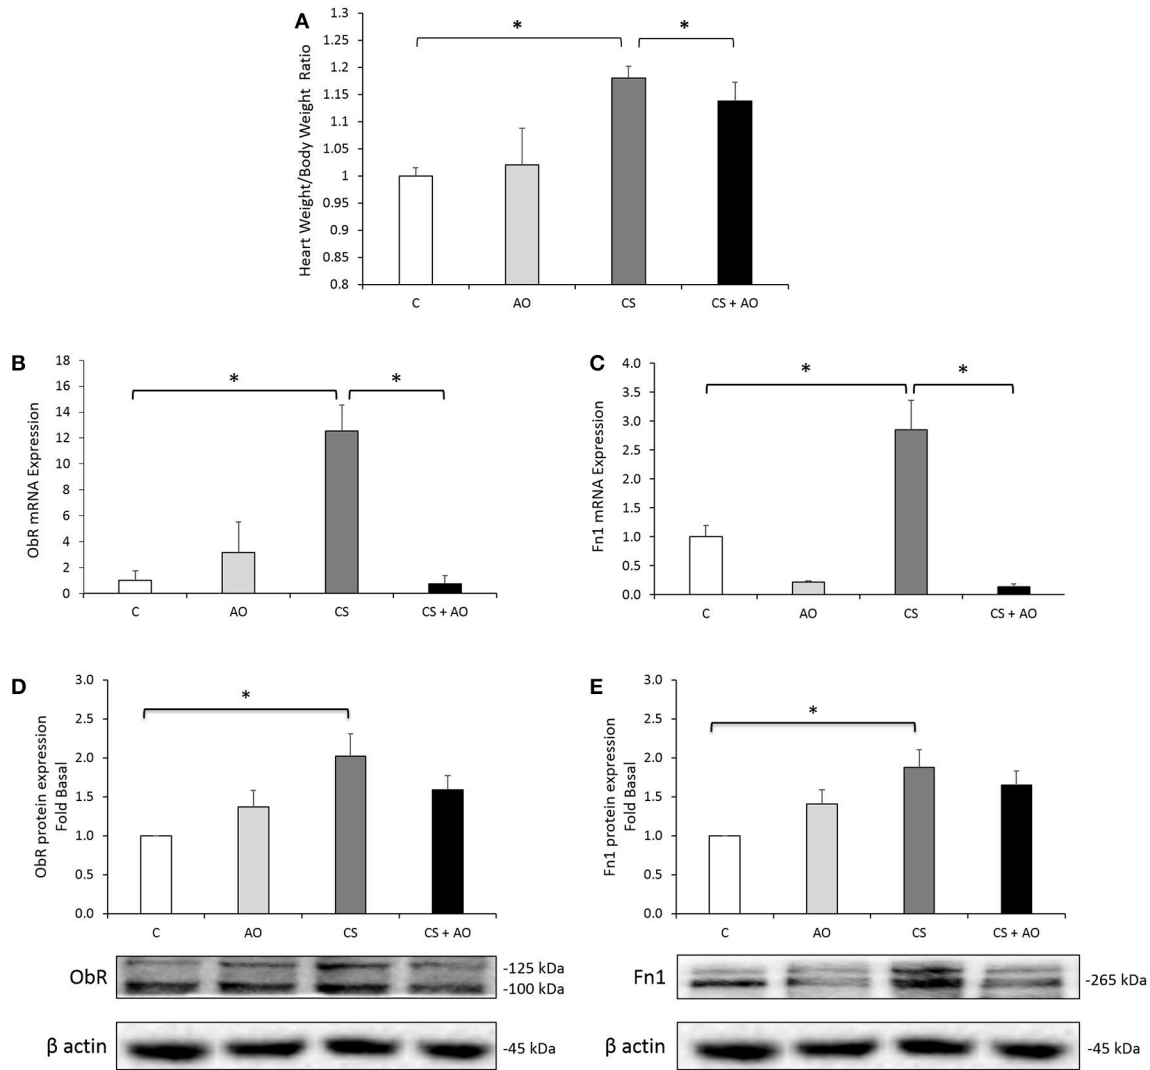 A
Heart Weight/Body Weight Ratio
1.3
1.25
1.2
1.15
1.1
1.05
1
0.95
0.9
0.85
0.8
* *
C AO CS CS + AO
B
ObR mRNA Expression
18
16
14
12
10
8
6
4
2
0
* *
C AO CS CS + AO
C
Fn1 mRNA Expression
4.0
3.5
3.0
2.5
2.0
1.5
1.0
0.5
0.0
* *
C AO CS CS + AO
D
ObR protein expression
Fold Basal
3.0
2.5
2.0
1.5
1.0
0.5
0.0
*
C AO CS CS + AO
ObR
-125 kDa
-100 kDa
β actin
-45 kDa
E
Fn1 protein expression
Fold Basal
3.0
2.5
2.0
1.5
1.0
0.5
0.0
*
C AO CS CS + AO
Fn1
-265 kDa
β actin
-45 kDa